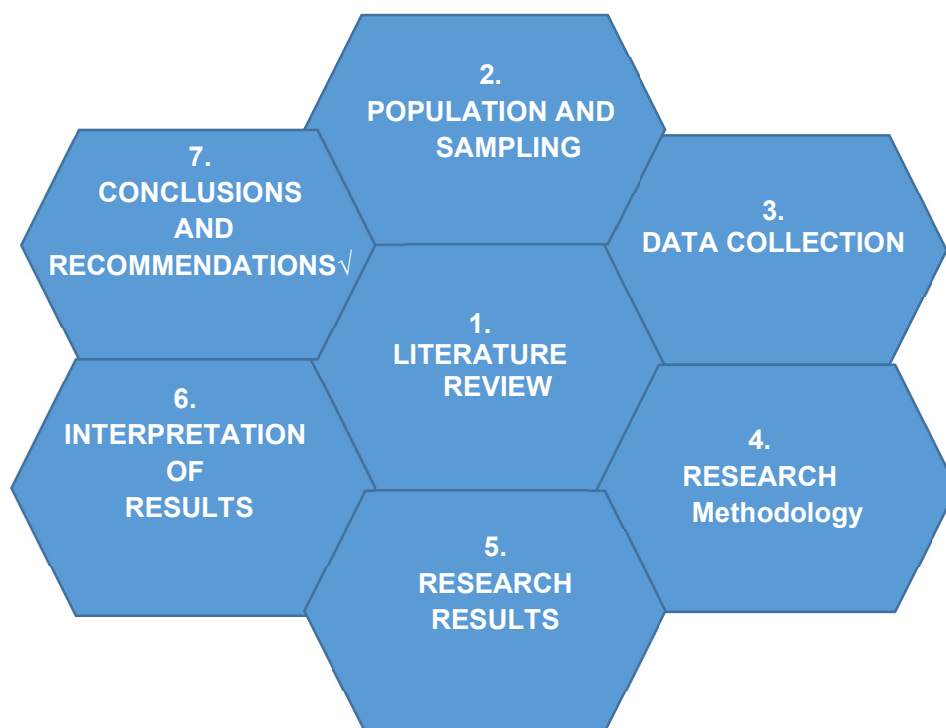 1.
LITERATURE
REVIEW
2.
POPULATION AND
SAMPLING
3.
DATA COLLECTION
4.
RESEARCH
Methodology
5.
RESEARCH
RESULTS
6.
INTERPRETATION
OF
RESULTS
7.
CONCLUSIONS
AND
RECOMMENDATIONS√